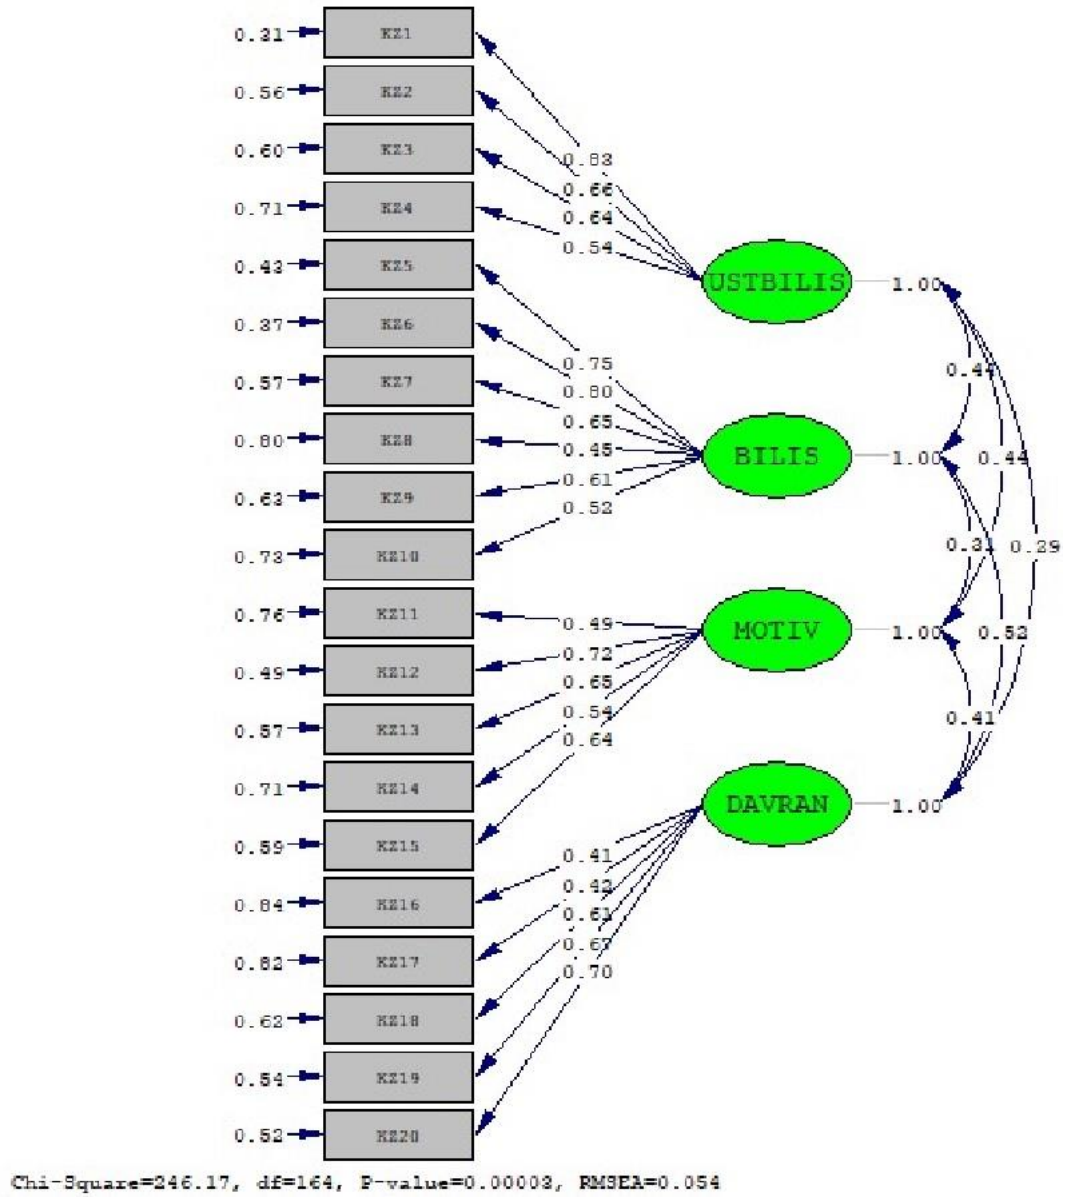 0.31 KZ1
0.56 KZ2
0.60 KZ3
0.71 KZ4
0.43 KZ5
0.37 KZ6
0.57 KZ7
0.80 KZ8
0.63 KZ9
0.73 KZ10
0.76 KZ11
0.49 KZ12
0.57 KZ13
0.71 KZ14
0.59 KZ15
0.84 KZ16
0.82 KZ17
0.62 KZ18
0.54 KZ19
0.52 KZ20
0.83
0.66
0.64
0.54
0.75
0.80
0.65
0.45
0.61
0.52
0.49
0.72
0.65
0.54
0.64
0.41
0.42
0.61
0.67
0.70
USTBILIS 1.00
BILIS 1.00
MOTIV 1.00
DAVRAN 1.00
0.44
0.44
0.31 0.29
0.52
0.41
Chi-Square=246.17, df=164, P-value=0.00003, RMSEA=0.054